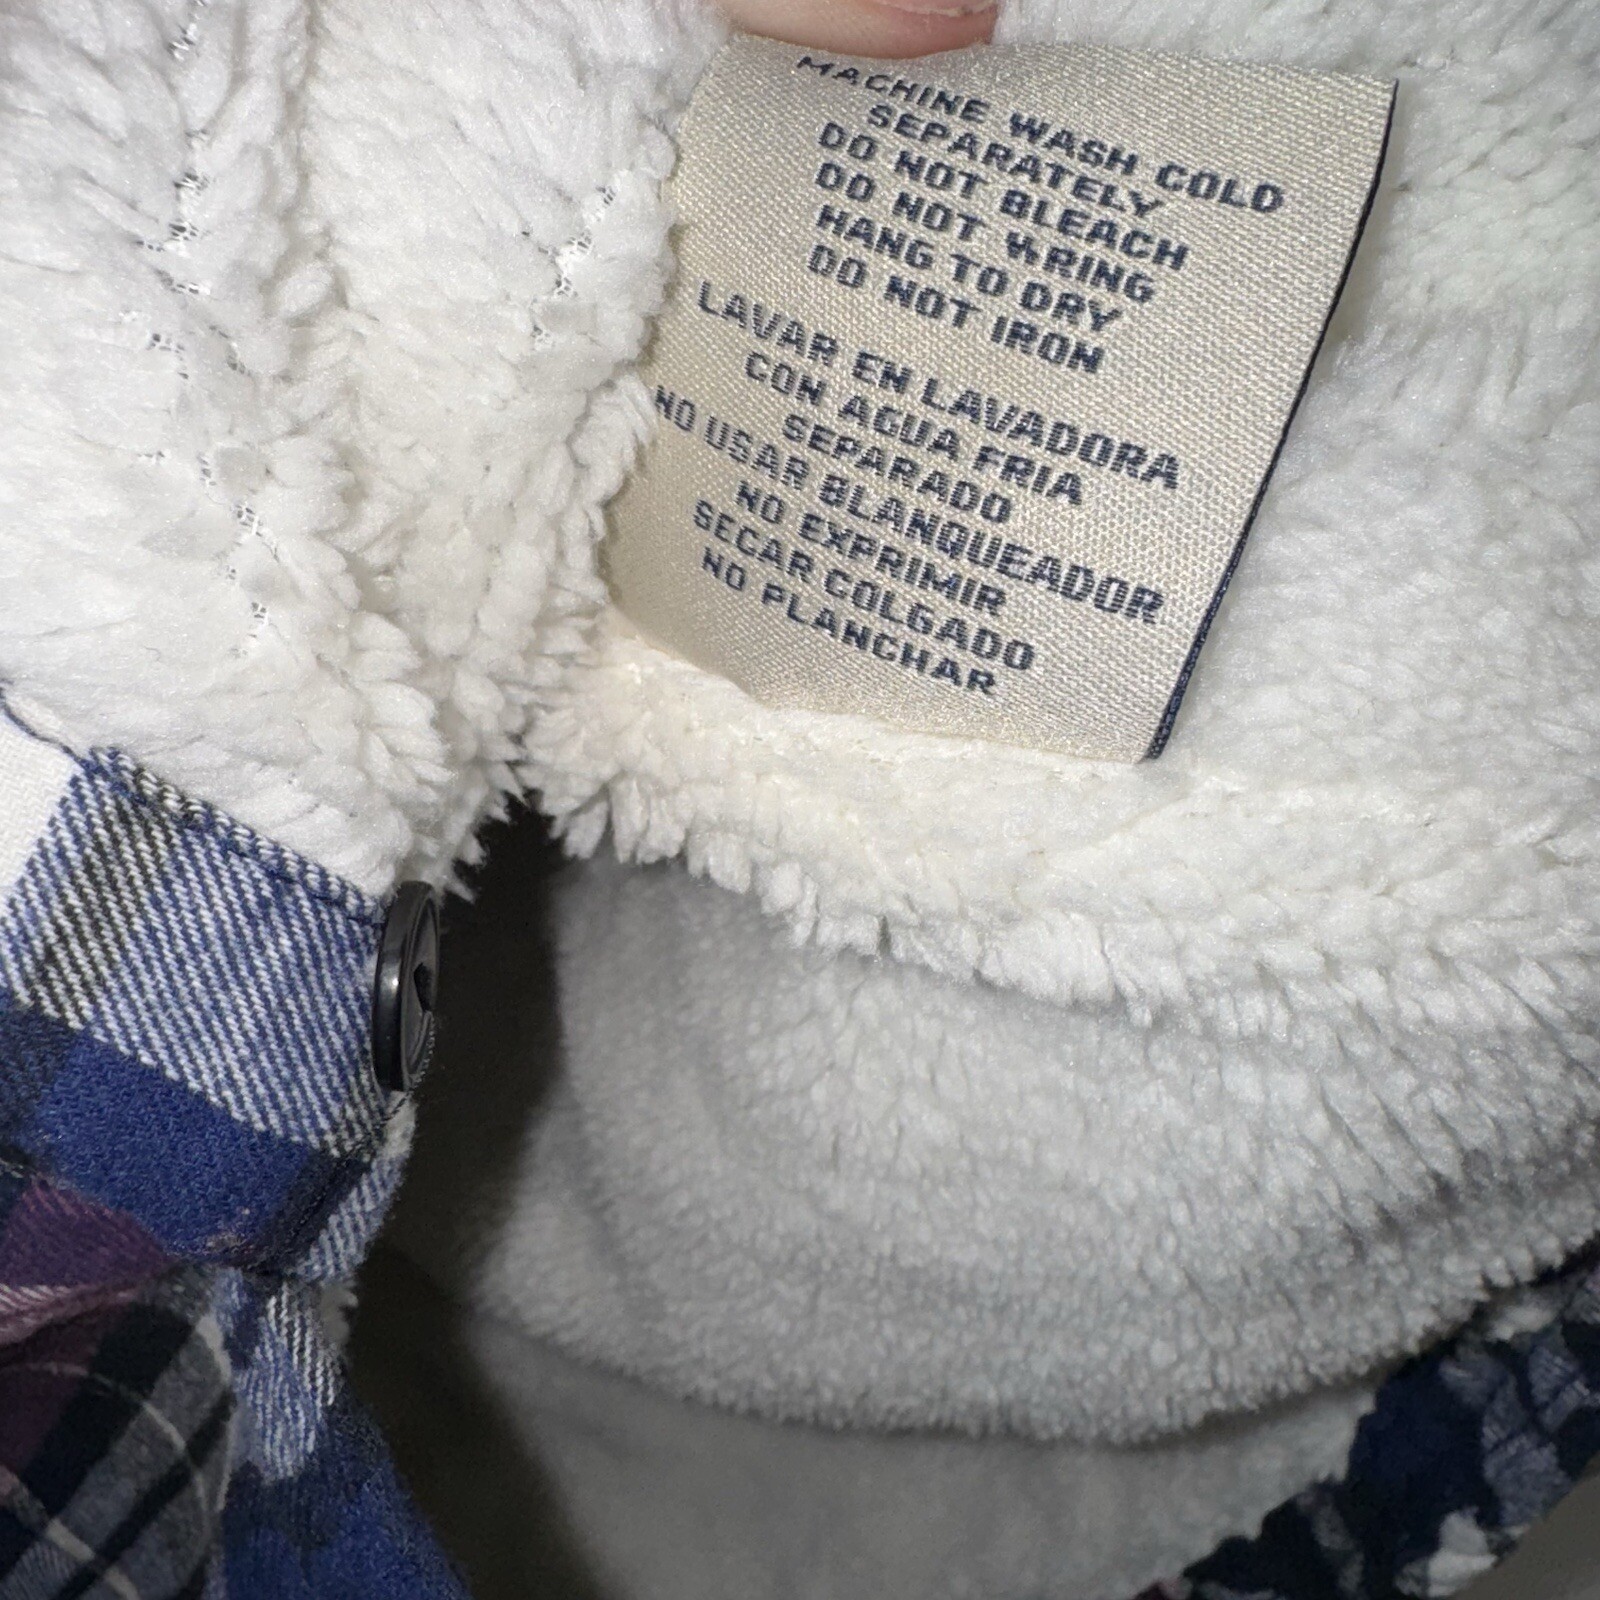 MACHINE WASH COLD
SEPARATELY
DO NOT BLEACH
DO NOT WRING
HANG TO DRY
DO NOT IRON
LAVAR EN LAVADORA
CON AGUA FRIA
SEPARADO
NO USAR BLANQUEADOR
NO EXPRIMIR
SECAR COLGADO
NO PLANCHAR